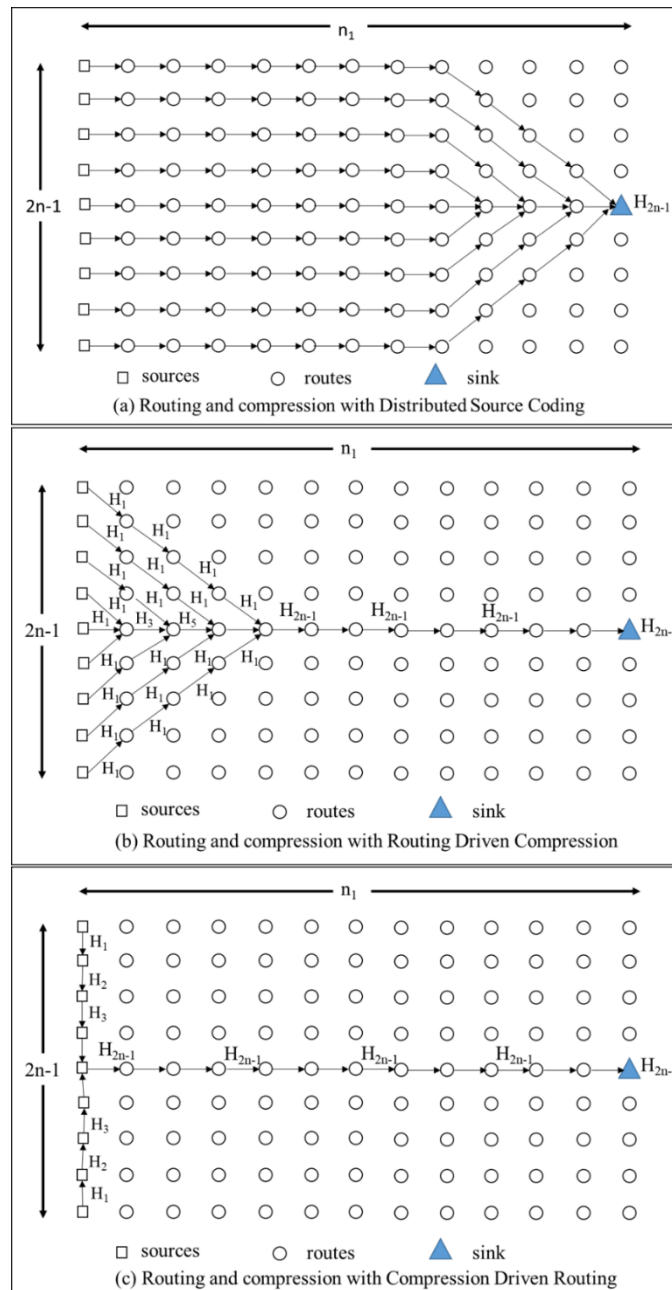 n₁
2n-1
H₂ₙ₋₁
sources routes sink
(a) Routing and compression with Distributed Source Coding
n₁
H₁
H₁
H₁ H₁
H₁ H₁
H₁ H₁ H₁ H₁
2n-1 H₁ H₃ H₅ H₂ₙ₋₁ H₂ₙ₋₁ H₂ₙ₋₁ H₂ₙ-
H₁ H₁ H₁ H₁
H₁ H₁
H₁ H₁
H₁
sources routes sink
(b) Routing and compression with Routing Driven Compression
n₁
H₁
H₂
H₃
H₂ₙ₋₁ H₂ₙ₋₁ H₂ₙ₋₁ H₂ₙ₋₁
2n-1 H₂ₙ-
H₃
H₂
H₁
sources routes sink
(c) Routing and compression with Compression Driven Routing